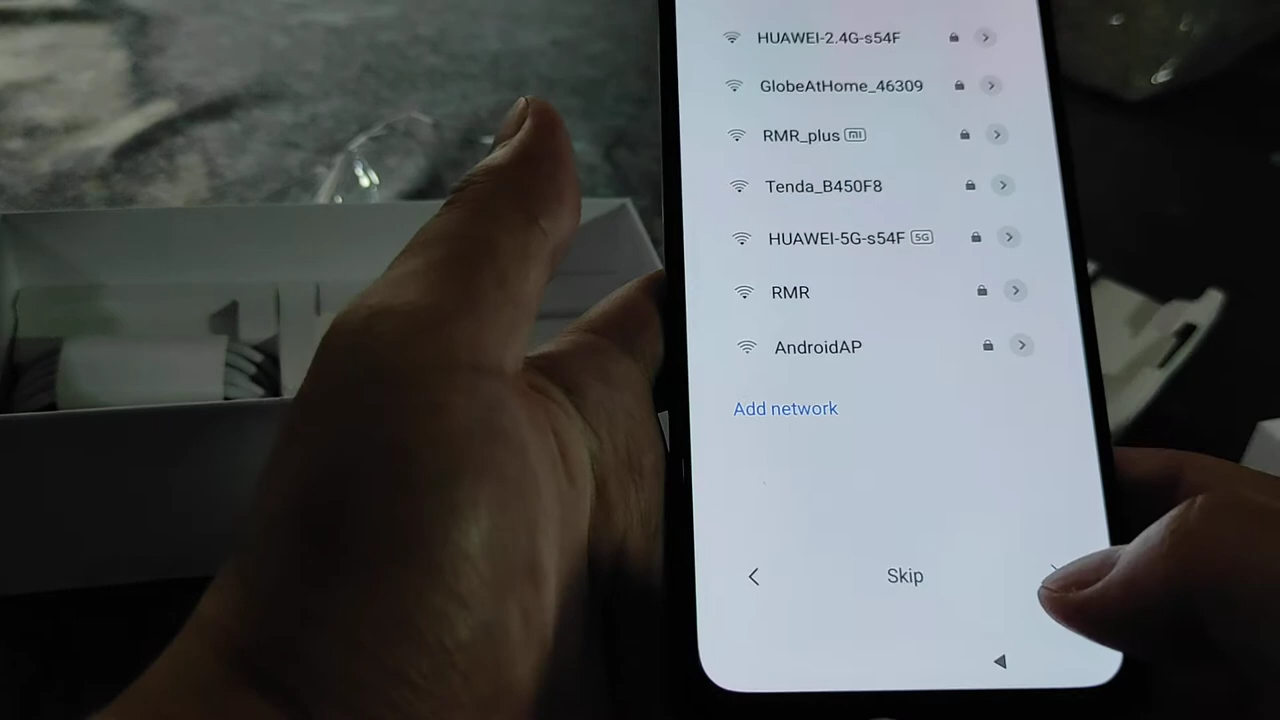 HUAWEI-2.4G-s54F
GlobeAtHome_46309
RMR_plus mi
Tenda_B450F8
HUAWEI-5G-s54F 5G
RMR
AndroidAP
Add network
Skip